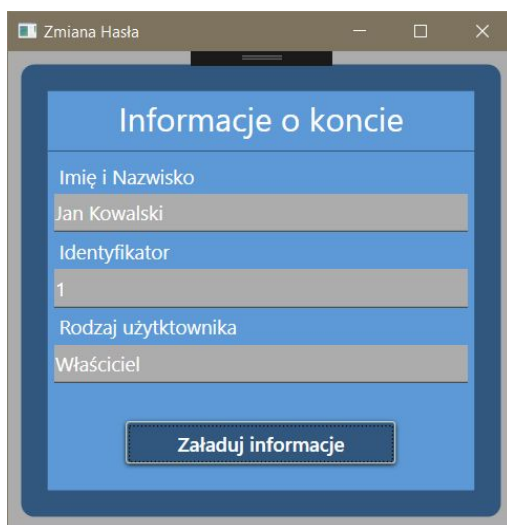 Zmiana Hasła
Informacje o koncie
Imię i Nazwisko
Jan Kowalski
Identyfikator
1
Rodzaj użytktownika
Właściciel
Załaduj informacje